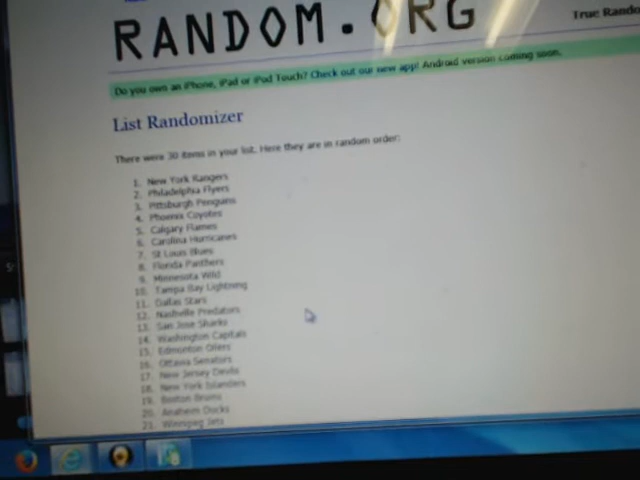 RANDOM.ORG
True Rando
Do you own an iPhone, iPad or iPod Touch? Check out our new app! Android version coming soon.
List Randomizer
There were 30 items in your list. Here they are in random order:
1. New York Rangers
2. Philadelphia Flyers
3. Pittsburgh Penguins
4. Phoenix Coyotes
5. Calgary Flames
6. Carolina Hurricanes
7. St Louis Blues
8. Florida Panthers
9. Minnesota Wild
10. Tampa Bay Lightning
11. Dallas Stars
12. Nashville Predators
13. San Jose Sharks
14. Washington Capitals
15. Edmonton Oilers
16. Ottawa Senators
17. New Jersey Devils
18. New York Islanders
19. Boston Bruins
20. Anaheim Ducks
21. Winnipeg Jets